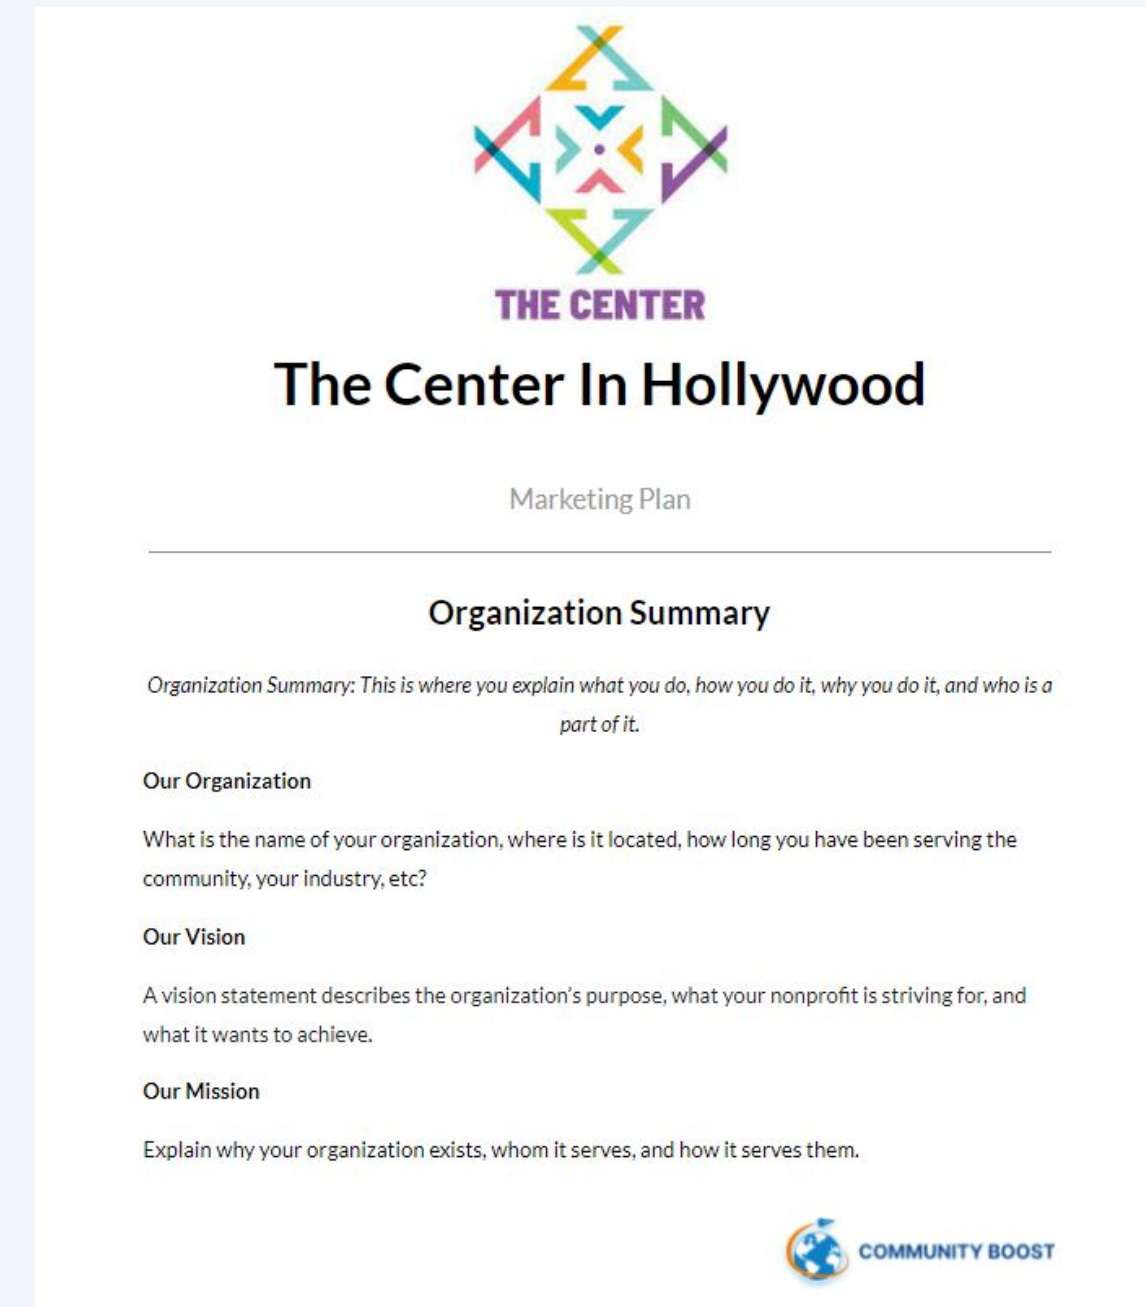 THE CENTER
The Center In Hollywood
Marketing Plan
Organization Summary
Organization Summary: This is where you explain what you do, how you do it, why you do it, and who is a
part of it.
Our Organization
What is the name of your organization, where is it located, how long you have been serving the
community, your industry, etc?
Our Vision
A vision statement describes the organization's purpose, what your nonprofit is striving for, and
what it wants to achieve.
Our Mission
Explain why your organization exists, whom it serves, and how it serves them.
COMMUNITY BOOST